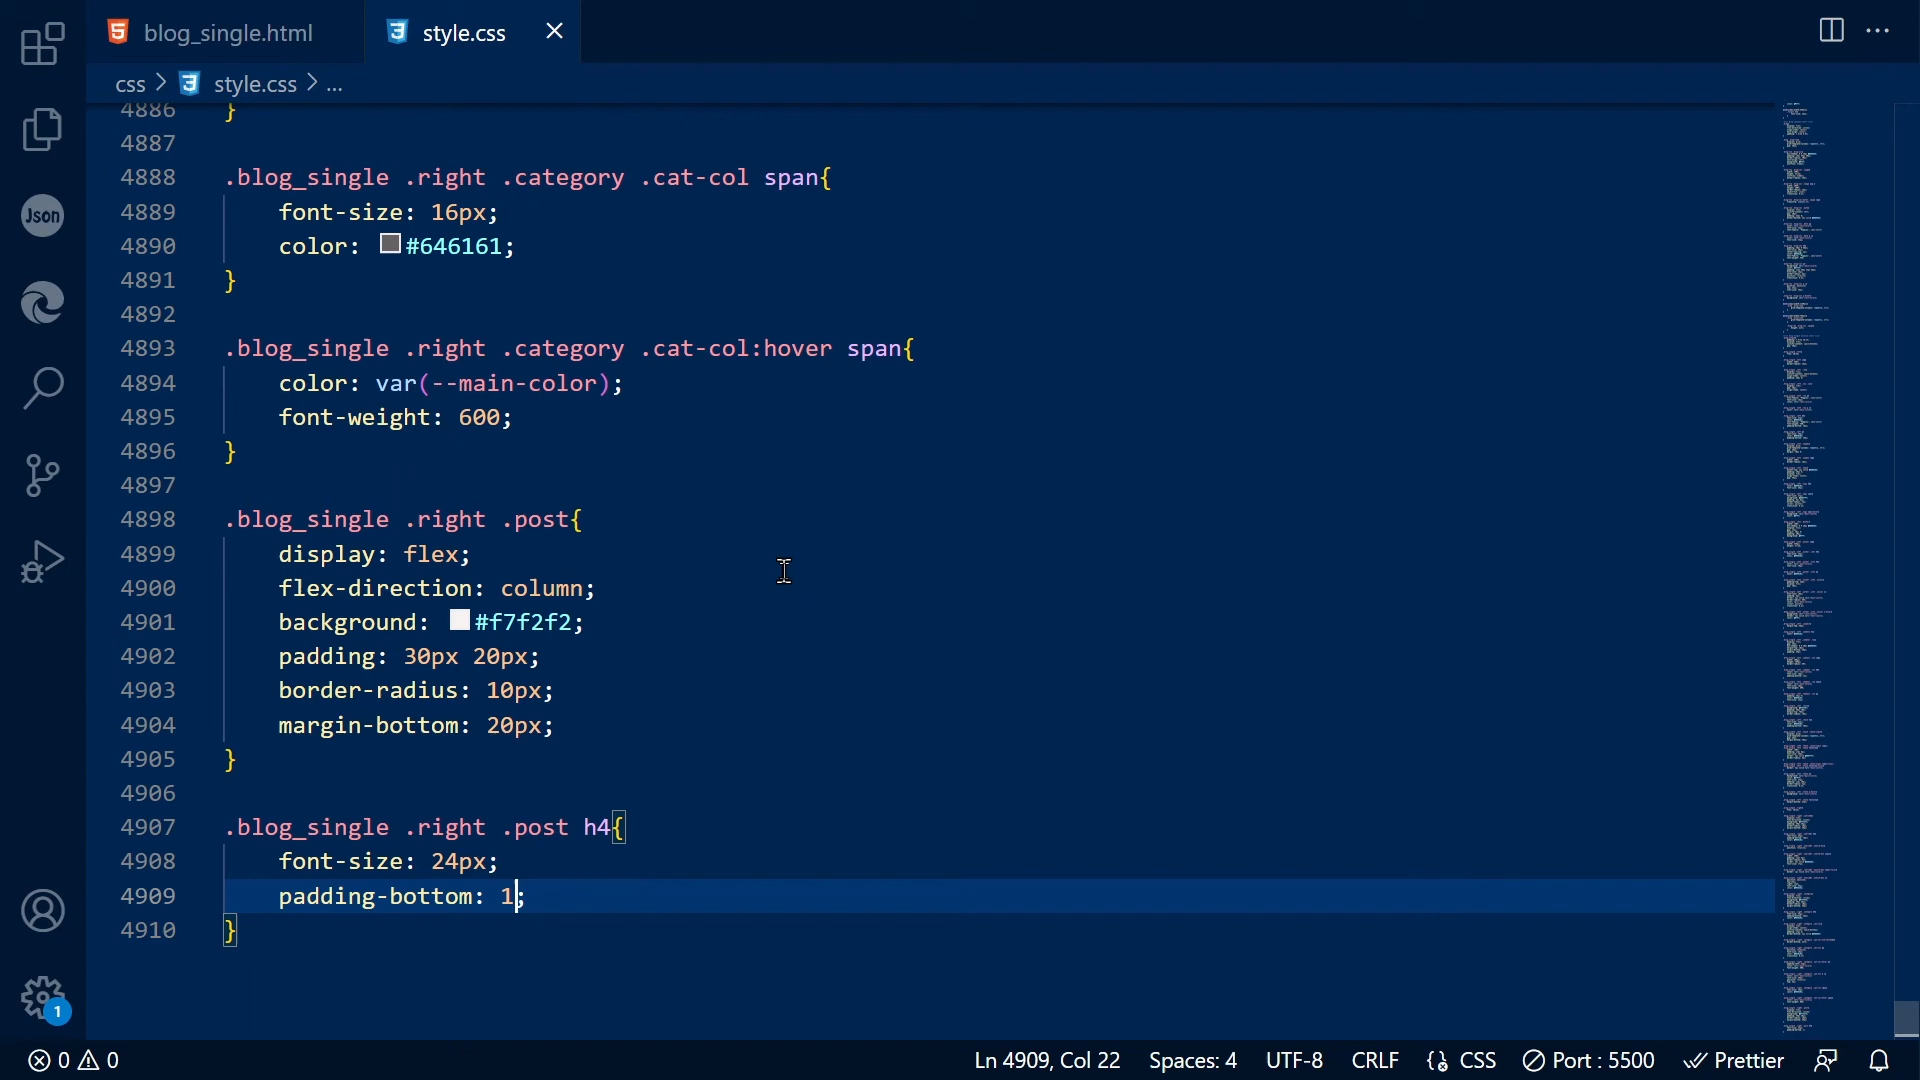 blog_single.html
style.css
css > style.css > ...
4886 }
4887
4888 .blog_single .right .category .cat-col span{
4889 font-size: 16px;
4890 color: #646161;
4891 }
4892
4893 .blog_single .right .category .cat-col:hover span{
4894 color: var(--main-color);
4895 font-weight: 600;
4896 }
4897
4898 .blog_single .right .post{
4899 display: flex;
4900 flex-direction: column;
4901 background: #f7f2f2;
4902 padding: 30px 20px;
4903 border-radius: 10px;
4904 margin-bottom: 20px;
4905 }
4906
4907 .blog_single .right .post h4{
4908 font-size: 24px;
4909 padding-bottom: 1;
4910 }
Json
1
0 0
Ln 4909, Col 22 Spaces: 4 UTF-8 CRLF CSS Port : 5500 Prettier